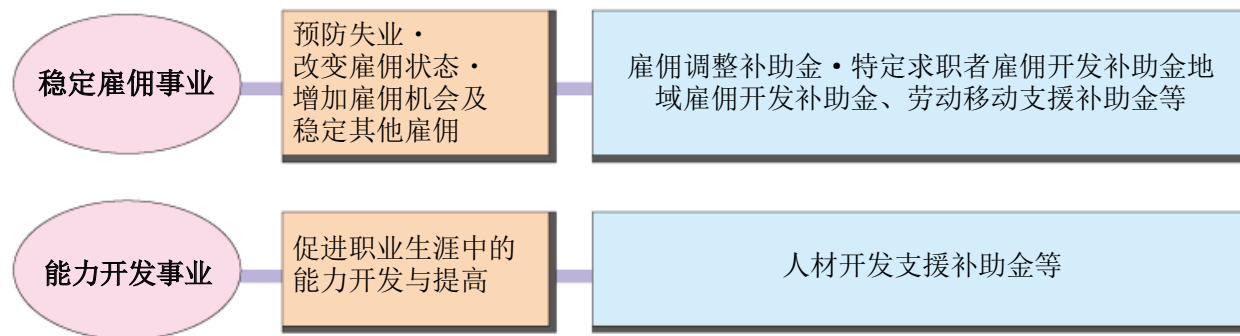 稳定雇佣事业
预防失业・
改变雇佣状态・
增加雇佣机会及
稳定其他雇佣
雇佣调整补助金・特定求职者雇佣开发补助金地
域雇佣开发补助金、劳动移动支援补助金等
能力开发事业
促进职业生涯中的
能力开发与提高
人材开发支援补助金等